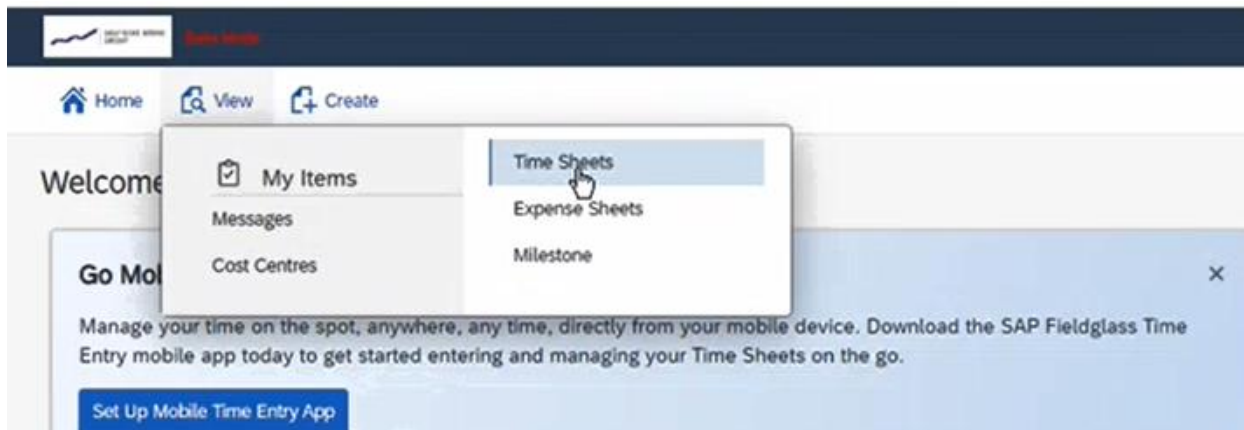 Home
View
Create
Welcome
My Items
Messages
Cost Centres
Time Sheets
Expense Sheets
Milestone
Go Mo
Manage your time on the spot, anywhere, any time, directly from your mobile device. Download the SAP Fieldglass Time
Entry mobile app today to get started entering and managing your Time Sheets on the go.
Set Up Mobile Time Entry App